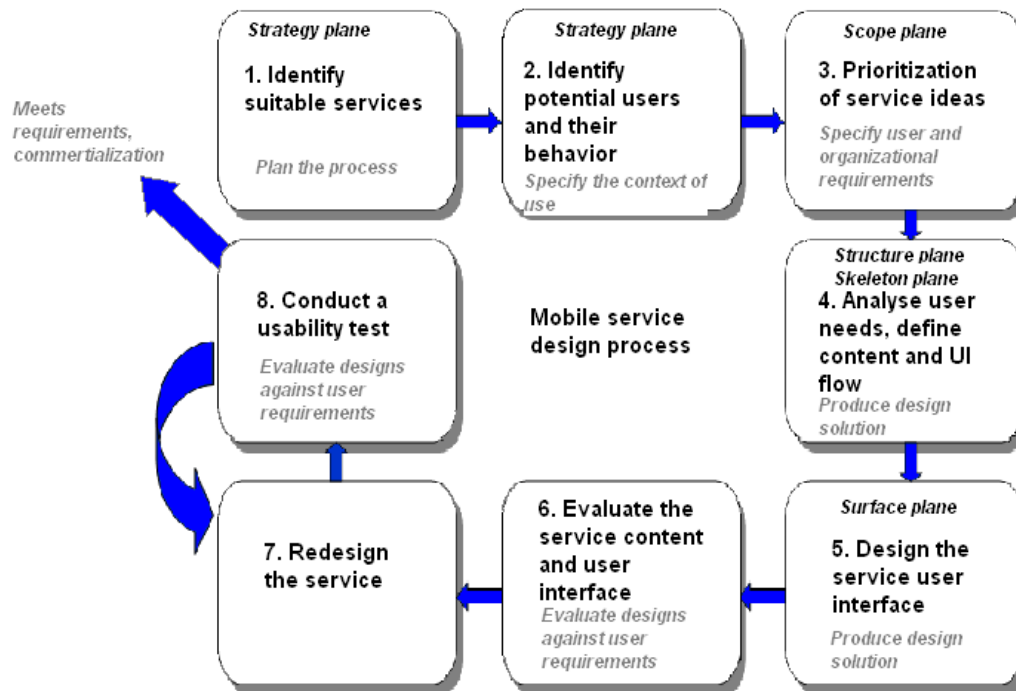 Strategy plane
1. Identify
suitable services
Plan the process
Strategy plane
2. Identify
potential users
and their
behavior
Specify the context of
use
Scope plane
3. Prioritization
of service ideas
Specify user and
organizational
requirements
Meets
requirements,
commertialization
Structure plane
Skeleton plane
4. Analyse user
needs, define
content and UI
flow
Produce design
solution
8. Conduct a
usability test
Evaluate designs
against user
requirements
Mobile service
design process
7. Redesign
the service
6. Evaluate the
service content
and user
interface
Evaluate designs
against user
requirements
Surface plane
5. Design the
service user
interface
Produce design
solution